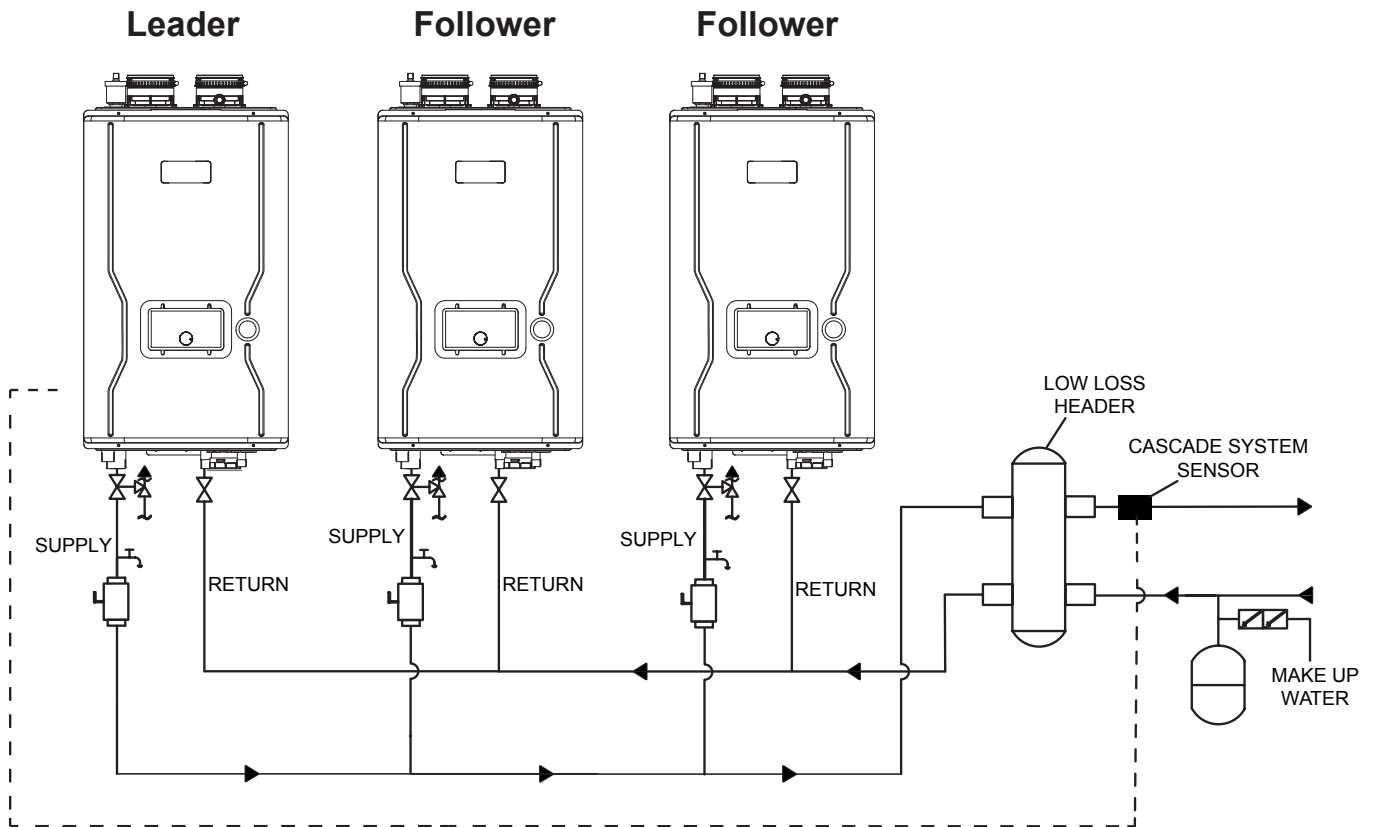 Leader
Follower
Follower
LOW LOSS
HEADER
CASCADE SYSTEM
SENSOR
SUPPLY
RETURN
SUPPLY
RETURN
SUPPLY
RETURN
MAKE UP
WATER